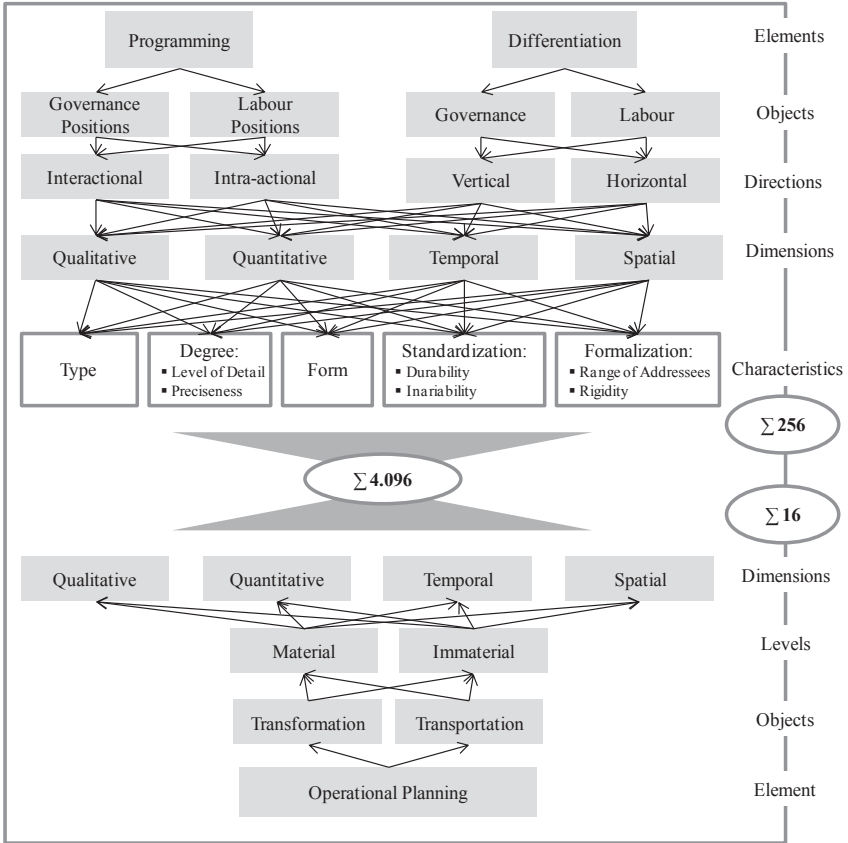 Programming
Differentiation
Elements
Governance
Positions
Labour
Positions
Governance
Labour
Objects
Interactional
Intra-actional
Vertical
Horizontal
Directions
Qualitative
Quantitative
Temporal
Spatial
Dimensions
Type
Degree:
▪ Level of Detail
▪ Preciseness
Form
Standardization:
▪ Durability
▪ Inariability
Formalization:
▪ Range of Addressees
▪ Rigidity
Characteristics
∑ 256
∑ 4.096
∑ 16
Qualitative
Quantitative
Temporal
Spatial
Dimensions
Material
Immaterial
Levels
Transformation
Transportation
Objects
Operational Planning
Element